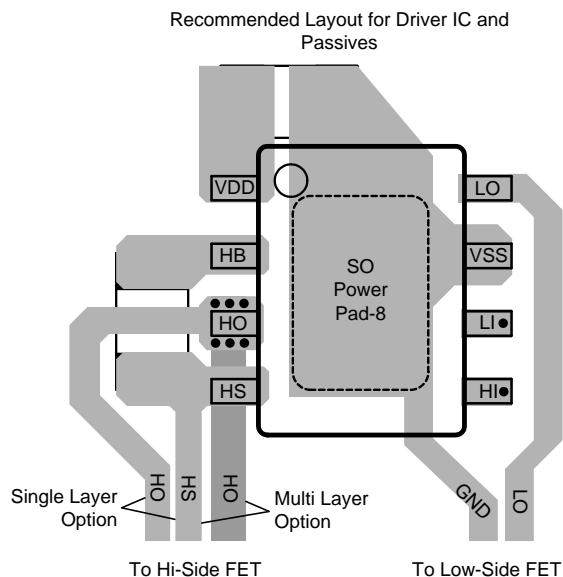 Recommended Layout for Driver IC and
Passives
VDD
LO
HB
VSS
SO
Power
Pad-8
HO
LI
HS
HI
Single Layer
Option
HO
HS
HO
Multi Layer
Option
GND
LO
To Hi-Side FET
To Low-Side FET